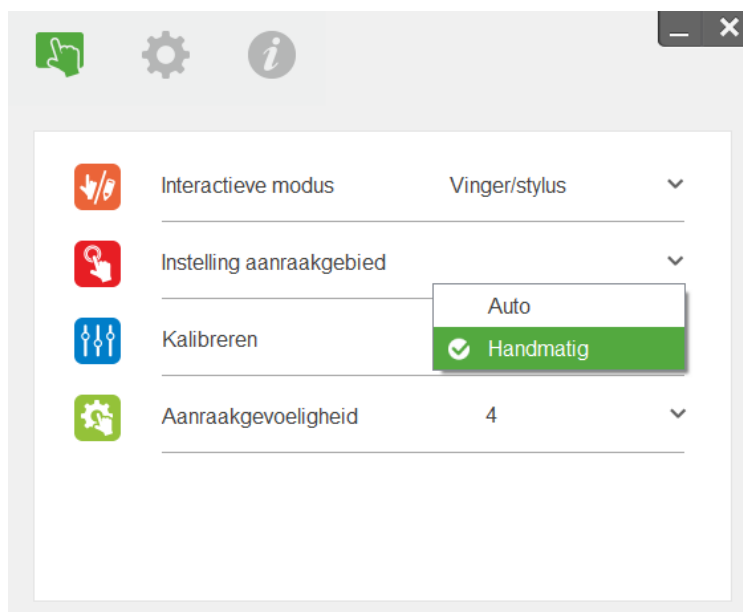 Interactieve modus Vinger/stylus
Instelling aanraakgebied
Auto
Kalibreren
Handmatig
Aanraakgevoeligheid 4